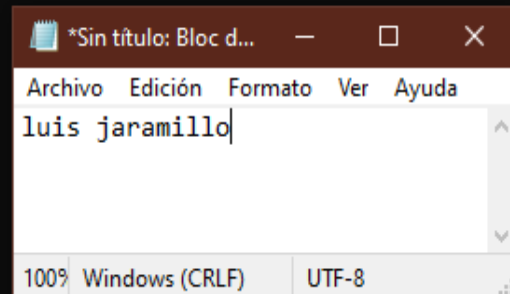 *Sin título: Bloc d...
Archivo Edición Formato Ver Ayuda
luis jaramillo
100% Windows (CRLF) UTF-8